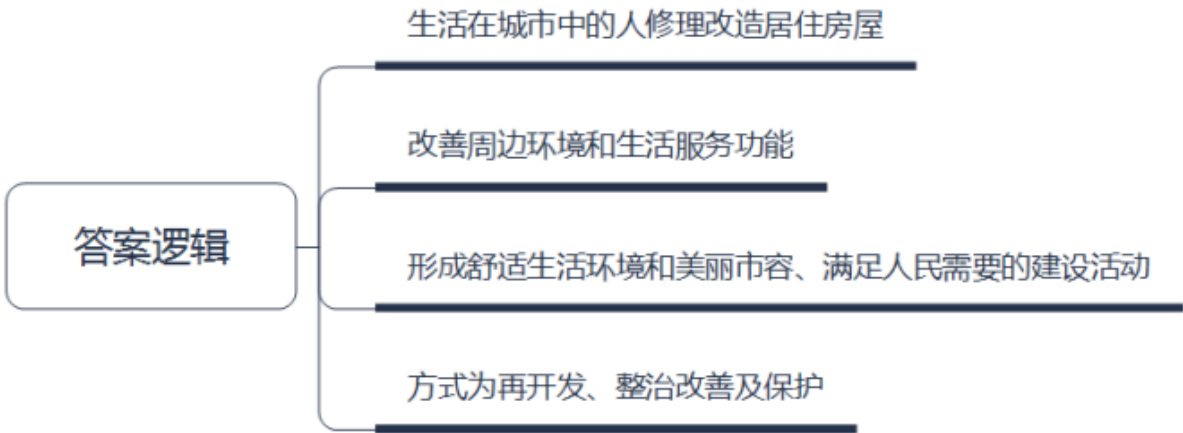 生活在城市中的人修理改造居住房屋
改善周边环境和生活服务功能
答案逻辑
形成舒适生活环境和美丽市容、满足人民需要的建设活动
方式为再开发、整治改善及保护